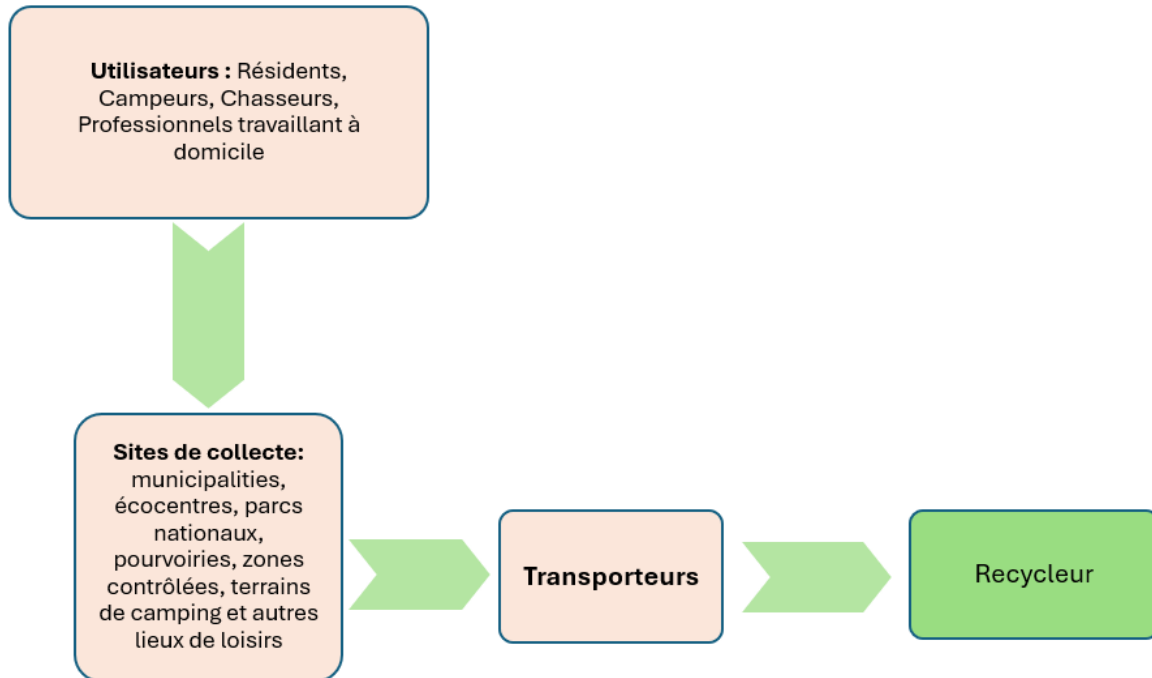 Utilisateurs : Résidents,
Campeurs, Chasseurs,
Professionnels travaillant à
domicile
Sites de collecte:
municipalities,
écocentres, parcs
nationaux,
pourvoiries, zones
contrôlées, terrains
de camping et autres
lieux de loisirs
Transporteurs
Recycleur